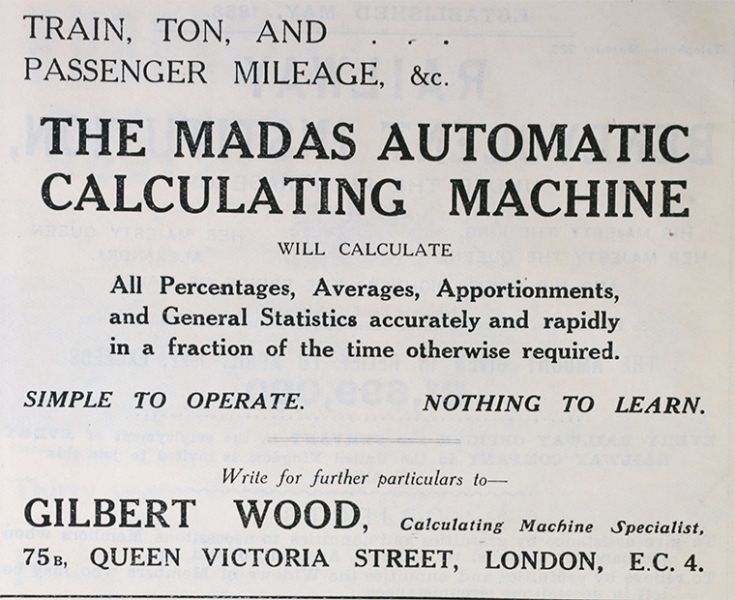 TRAIN, TON, AND . . .
PASSENGER MILEAGE, &c.
THE MADAS AUTOMATIC
CALCULATING MACHINE
WILL CALCULATE
All Percentages, Averages, Apportionments,
and General Statistics accurately and rapidly
in a fraction of the time otherwise required.
SIMPLE TO OPERATE. NOTHING TO LEARN.
Write for further particulars to—
GILBERT WOOD, Calculating Machine Specialist,
75B, QUEEN VICTORIA STREET, LONDON, E.C. 4.